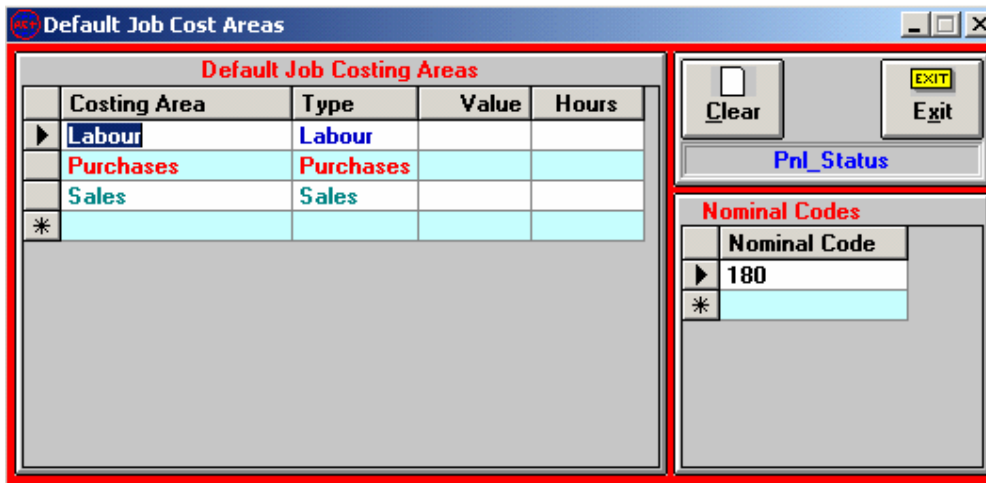 Default Job Cost Areas
Default Job Costing Areas
Costing Area Type Value Hours
Labour Labour
Purchases Purchases
Sales Sales
Clear
EXIT
Exit
Pnl_Status
Nominal Codes
Nominal Code
180